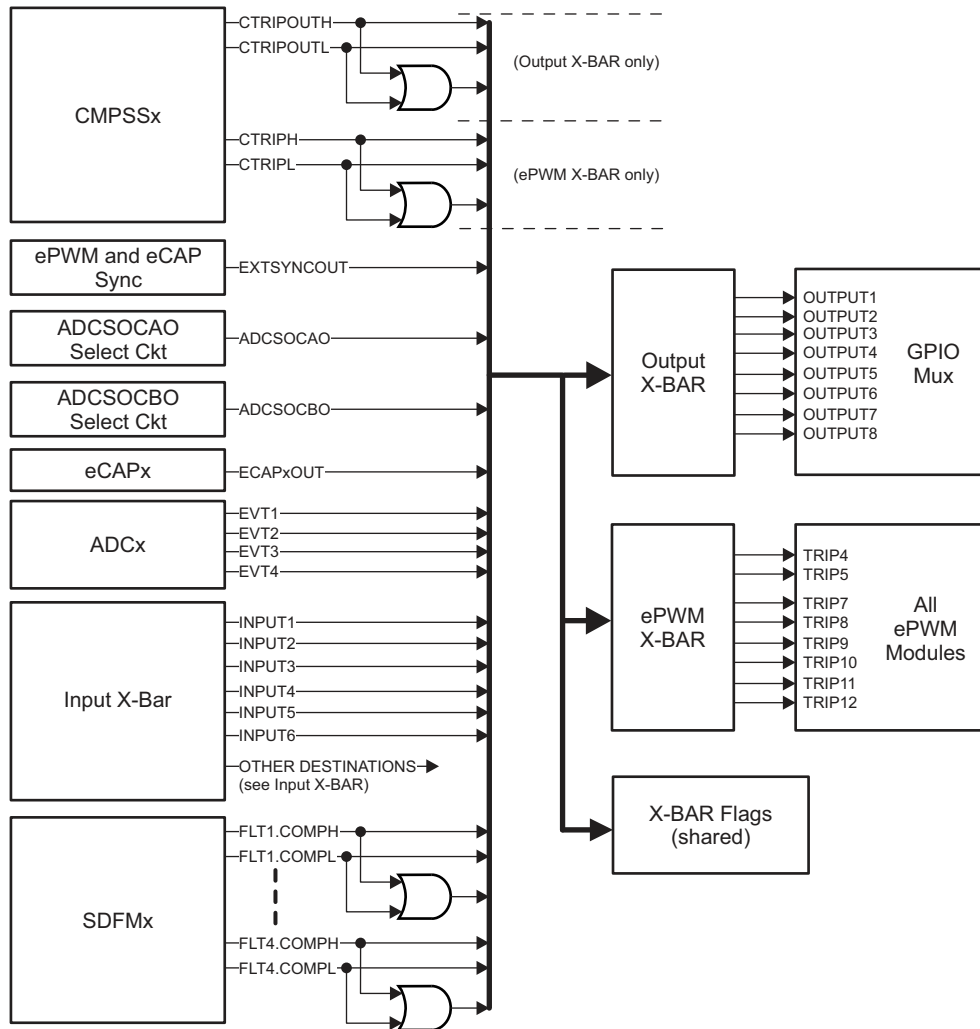 CTRIPOUTH
CTRIPOUTL
(Output X-BAR only)
CMPSSx
CTRIPH
CTRIPL
(ePWM X-BAR only)
ePWM and eCAP
Sync
EXTSYNCOUT
ADCSOCAO
Select Ckt
ADCSOCAO
ADCSOCBO
Select Ckt
ADCSOCBO
eCAPx
ECAPxOUT
ADCx
EVT1
EVT2
EVT3
EVT4
Input X-Bar
INPUT1
INPUT2
INPUT3
INPUT4
INPUT5
INPUT6
OTHER DESTINATIONS
(see Input X-BAR)
SDFMx
FLT1.COMPH
FLT1.COMPL
FLT4.COMPH
FLT4.COMPL
Output
X-BAR
OUTPUT1
OUTPUT2
OUTPUT3
OUTPUT4
OUTPUT5
OUTPUT6
OUTPUT7
OUTPUT8
GPIO
Mux
ePWM
X-BAR
TRIP4
TRIP5
TRIP7
TRIP8
TRIP9
TRIP10
TRIP11
TRIP12
All
ePWM
Modules
X-BAR Flags
(shared)